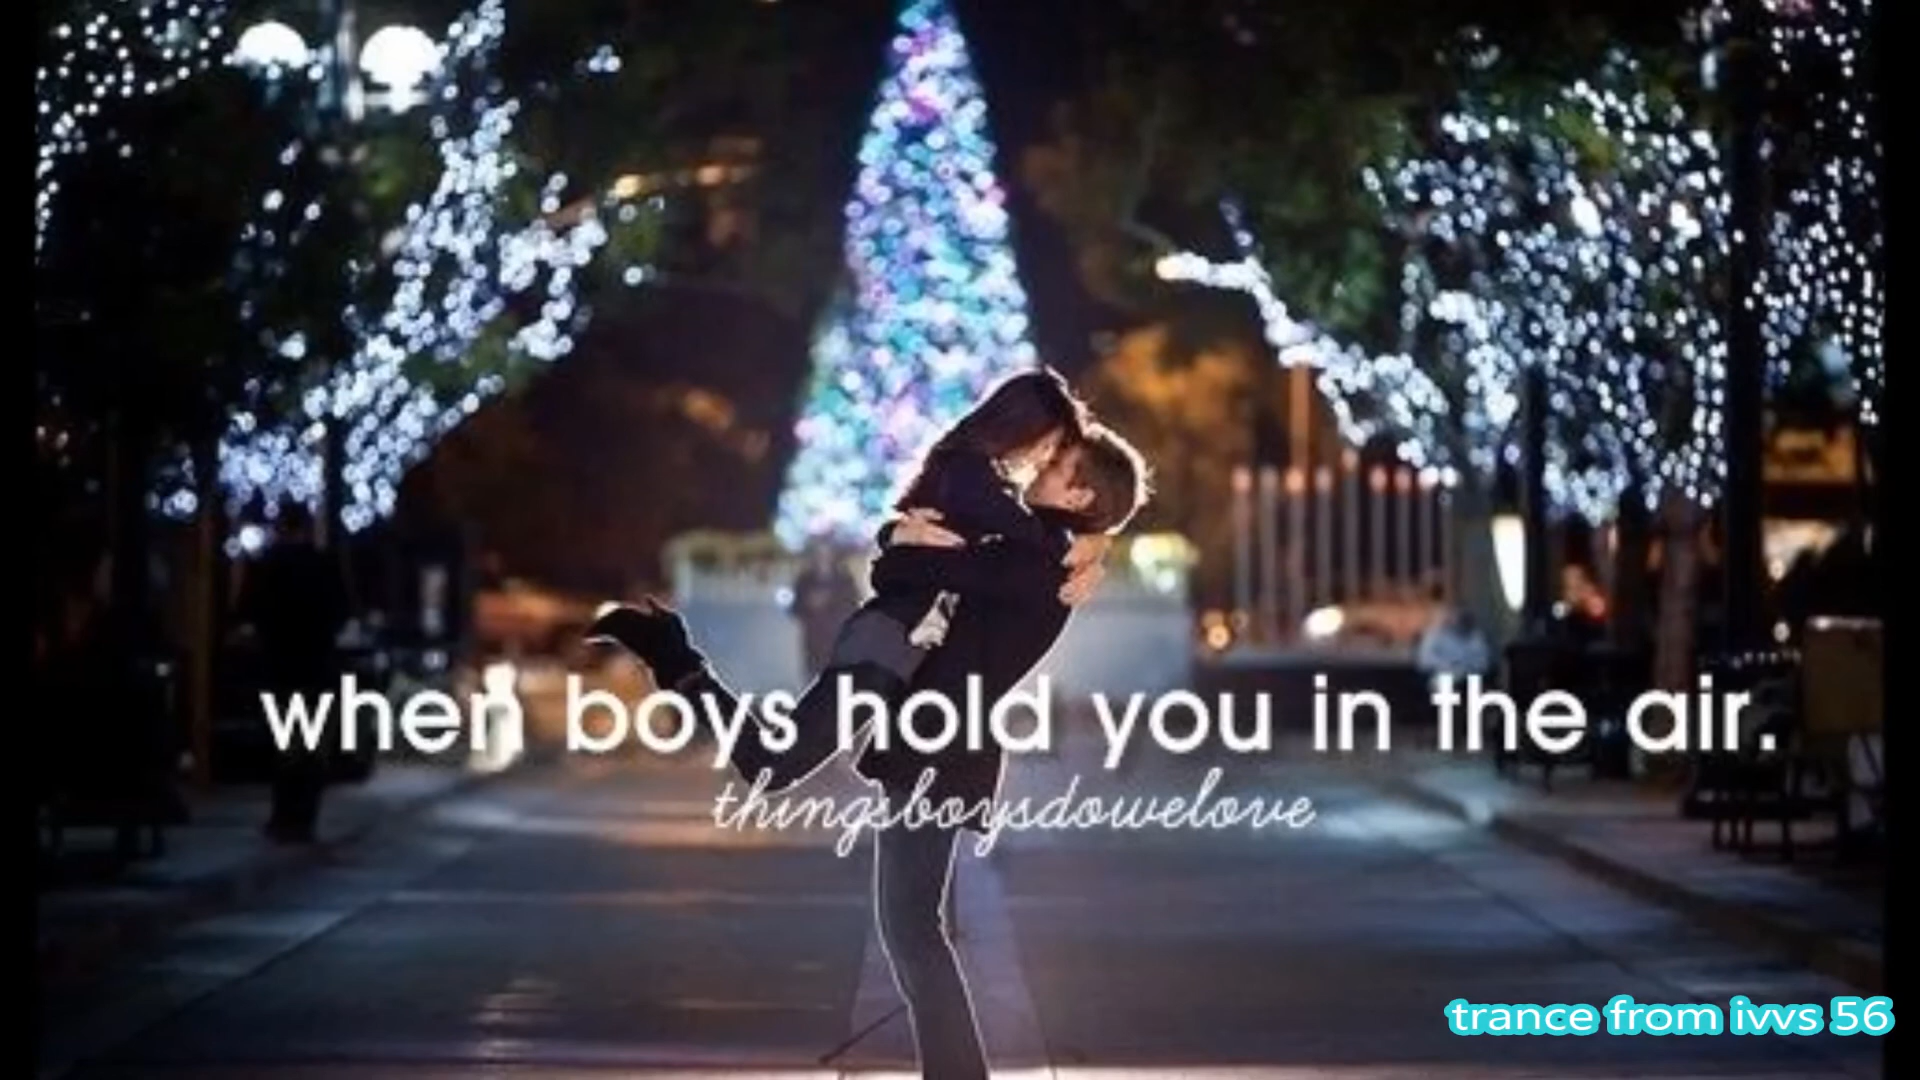 when boys hold you in the air.
thingsboysdowelove
trance from ivvs 56